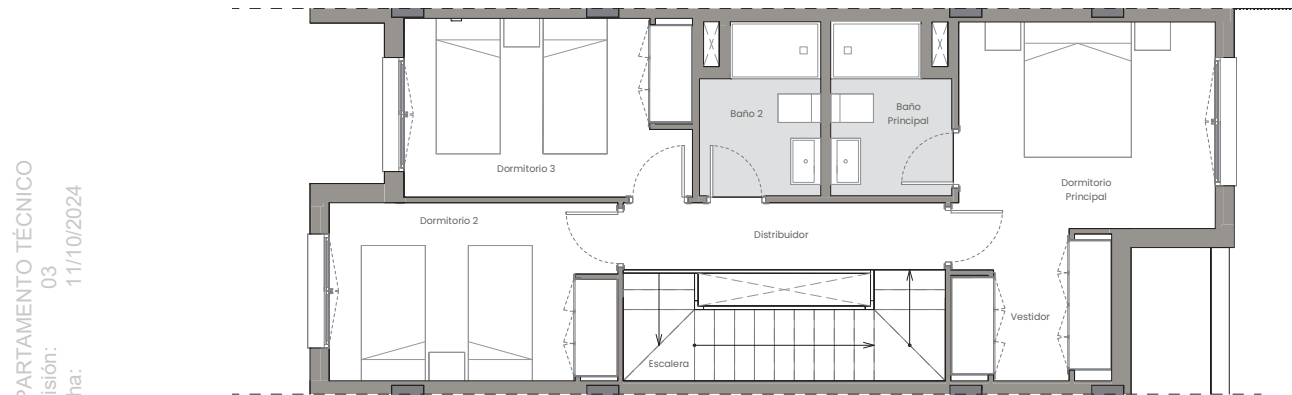 PARTAMENTO TÉCNICO
isión: 03
ha: 11/10/2024
Dormitorio 3
Baño 2
Baño
Principal
Dormitorio
Principal
Dormitorio 2
Distribuidor
Vestidor
Escalera